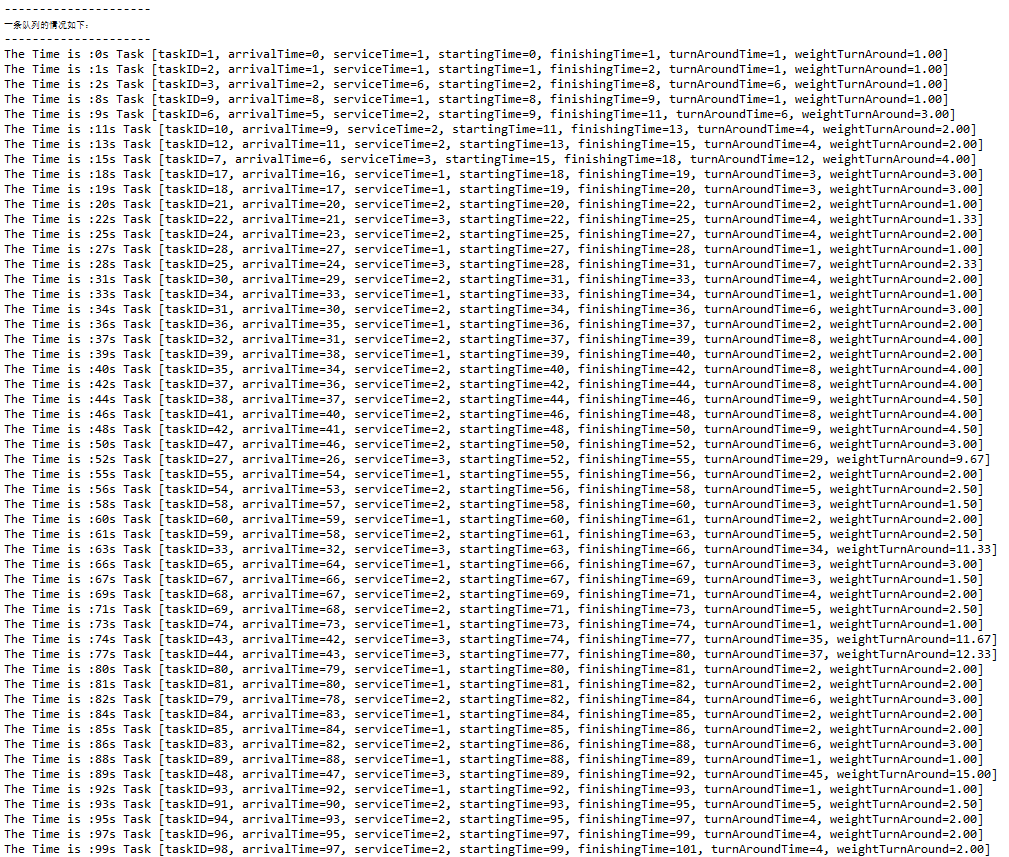 ---------------------
一条队列的情况如下：
---------------------
The Time is :0s Task [taskID=1, arrivalTime=0, serviceTime=1, startingTime=0, finishingTime=1, turnAroundTime=1, weightTurnAround=1.00]
The Time is :1s Task [taskID=2, arrivalTime=1, serviceTime=1, startingTime=1, finishingTime=2, turnAroundTime=1, weightTurnAround=1.00]
The Time is :2s Task [taskID=3, arrivalTime=2, serviceTime=6, startingTime=2, finishingTime=8, turnAroundTime=6, weightTurnAround=1.00]
The Time is :8s Task [taskID=9, arrivalTime=8, serviceTime=1, startingTime=8, finishingTime=9, turnAroundTime=1, weightTurnAround=1.00]
The Time is :9s Task [taskID=6, arrivalTime=5, serviceTime=2, startingTime=9, finishingTime=11, turnAroundTime=6, weightTurnAround=3.00]
The Time is :11s Task [taskID=10, arrivalTime=9, serviceTime=2, startingTime=11, finishingTime=13, turnAroundTime=4, weightTurnAround=2.00]
The Time is :13s Task [taskID=12, arrivalTime=11, serviceTime=2, startingTime=13, finishingTime=15, turnAroundTime=4, weightTurnAround=2.00]
The Time is :15s Task [taskID=7, arrivalTime=6, serviceTime=3, startingTime=15, finishingTime=18, turnAroundTime=12, weightTurnAround=4.00]
The Time is :18s Task [taskID=17, arrivalTime=16, serviceTime=1, startingTime=18, finishingTime=19, turnAroundTime=3, weightTurnAround=3.00]
The Time is :19s Task [taskID=18, arrivalTime=17, serviceTime=1, startingTime=19, finishingTime=20, turnAroundTime=3, weightTurnAround=3.00]
The Time is :20s Task [taskID=21, arrivalTime=20, serviceTime=2, startingTime=20, finishingTime=22, turnAroundTime=2, weightTurnAround=1.00]
The Time is :22s Task [taskID=22, arrivalTime=21, serviceTime=3, startingTime=22, finishingTime=25, turnAroundTime=4, weightTurnAround=1.33]
The Time is :25s Task [taskID=24, arrivalTime=23, serviceTime=2, startingTime=25, finishingTime=27, turnAroundTime=4, weightTurnAround=2.00]
The Time is :27s Task [taskID=28, arrivalTime=27, serviceTime=1, startingTime=27, finishingTime=28, turnAroundTime=1, weightTurnAround=1.00]
The Time is :28s Task [taskID=25, arrivalTime=24, serviceTime=3, startingTime=28, finishingTime=31, turnAroundTime=7, weightTurnAround=2.33]
The Time is :31s Task [taskID=30, arrivalTime=29, serviceTime=2, startingTime=31, finishingTime=33, turnAroundTime=4, weightTurnAround=2.00]
The Time is :33s Task [taskID=34, arrivalTime=33, serviceTime=1, startingTime=33, finishingTime=34, turnAroundTime=1, weightTurnAround=1.00]
The Time is :34s Task [taskID=31, arrivalTime=30, serviceTime=2, startingTime=34, finishingTime=36, turnAroundTime=6, weightTurnAround=3.00]
The Time is :36s Task [taskID=36, arrivalTime=35, serviceTime=1, startingTime=36, finishingTime=37, turnAroundTime=2, weightTurnAround=2.00]
The Time is :37s Task [taskID=32, arrivalTime=31, serviceTime=2, startingTime=37, finishingTime=39, turnAroundTime=8, weightTurnAround=4.00]
The Time is :39s Task [taskID=39, arrivalTime=38, serviceTime=1, startingTime=39, finishingTime=40, turnAroundTime=2, weightTurnAround=2.00]
The Time is :40s Task [taskID=35, arrivalTime=34, serviceTime=2, startingTime=40, finishingTime=42, turnAroundTime=8, weightTurnAround=4.00]
The Time is :42s Task [taskID=37, arrivalTime=36, serviceTime=2, startingTime=42, finishingTime=44, turnAroundTime=8, weightTurnAround=4.00]
The Time is :44s Task [taskID=38, arrivalTime=37, serviceTime=2, startingTime=44, finishingTime=46, turnAroundTime=9, weightTurnAround=4.50]
The Time is :46s Task [taskID=41, arrivalTime=40, serviceTime=2, startingTime=46, finishingTime=48, turnAroundTime=8, weightTurnAround=4.00]
The Time is :48s Task [taskID=42, arrivalTime=41, serviceTime=2, startingTime=48, finishingTime=50, turnAroundTime=9, weightTurnAround=4.50]
The Time is :50s Task [taskID=47, arrivalTime=46, serviceTime=2, startingTime=50, finishingTime=52, turnAroundTime=6, weightTurnAround=3.00]
The Time is :52s Task [taskID=27, arrivalTime=26, serviceTime=3, startingTime=52, finishingTime=55, turnAroundTime=29, weightTurnAround=9.67]
The Time is :55s Task [taskID=55, arrivalTime=54, serviceTime=1, startingTime=55, finishingTime=56, turnAroundTime=2, weightTurnAround=2.00]
The Time is :56s Task [taskID=54, arrivalTime=53, serviceTime=2, startingTime=56, finishingTime=58, turnAroundTime=5, weightTurnAround=2.50]
The Time is :58s Task [taskID=58, arrivalTime=57, serviceTime=2, startingTime=58, finishingTime=60, turnAroundTime=3, weightTurnAround=1.50]
The Time is :60s Task [taskID=60, arrivalTime=59, serviceTime=1, startingTime=60, finishingTime=61, turnAroundTime=2, weightTurnAround=2.00]
The Time is :61s Task [taskID=59, arrivalTime=58, serviceTime=2, startingTime=61, finishingTime=63, turnAroundTime=5, weightTurnAround=2.50]
The Time is :63s Task [taskID=33, arrivalTime=32, serviceTime=3, startingTime=63, finishingTime=66, turnAroundTime=34, weightTurnAround=11.33]
The Time is :66s Task [taskID=65, arrivalTime=64, serviceTime=1, startingTime=66, finishingTime=67, turnAroundTime=3, weightTurnAround=3.00]
The Time is :67s Task [taskID=67, arrivalTime=66, serviceTime=2, startingTime=67, finishingTime=69, turnAroundTime=3, weightTurnAround=1.50]
The Time is :69s Task [taskID=68, arrivalTime=67, serviceTime=2, startingTime=69, finishingTime=71, turnAroundTime=4, weightTurnAround=2.00]
The Time is :71s Task [taskID=69, arrivalTime=68, serviceTime=2, startingTime=71, finishingTime=73, turnAroundTime=5, weightTurnAround=2.50]
The Time is :73s Task [taskID=74, arrivalTime=73, serviceTime=1, startingTime=73, finishingTime=74, turnAroundTime=1, weightTurnAround=1.00]
The Time is :74s Task [taskID=43, arrivalTime=42, serviceTime=3, startingTime=74, finishingTime=77, turnAroundTime=35, weightTurnAround=11.67]
The Time is :77s Task [taskID=44, arrivalTime=43, serviceTime=3, startingTime=77, finishingTime=80, turnAroundTime=37, weightTurnAround=12.33]
The Time is :80s Task [taskID=80, arrivalTime=79, serviceTime=1, startingTime=80, finishingTime=81, turnAroundTime=2, weightTurnAround=2.00]
The Time is :81s Task [taskID=81, arrivalTime=80, serviceTime=1, startingTime=81, finishingTime=82, turnAroundTime=2, weightTurnAround=2.00]
The Time is :82s Task [taskID=79, arrivalTime=78, serviceTime=2, startingTime=82, finishingTime=84, turnAroundTime=6, weightTurnAround=3.00]
The Time is :84s Task [taskID=84, arrivalTime=83, serviceTime=1, startingTime=84, finishingTime=85, turnAroundTime=2, weightTurnAround=2.00]
The Time is :85s Task [taskID=85, arrivalTime=84, serviceTime=1, startingTime=85, finishingTime=86, turnAroundTime=2, weightTurnAround=2.00]
The Time is :86s Task [taskID=83, arrivalTime=82, serviceTime=2, startingTime=86, finishingTime=88, turnAroundTime=6, weightTurnAround=3.00]
The Time is :88s Task [taskID=89, arrivalTime=88, serviceTime=1, startingTime=88, finishingTime=89, turnAroundTime=1, weightTurnAround=1.00]
The Time is :89s Task [taskID=48, arrivalTime=47, serviceTime=3, startingTime=89, finishingTime=92, turnAroundTime=45, weightTurnAround=15.00]
The Time is :92s Task [taskID=93, arrivalTime=92, serviceTime=1, startingTime=92, finishingTime=93, turnAroundTime=1, weightTurnAround=1.00]
The Time is :93s Task [taskID=91, arrivalTime=90, serviceTime=2, startingTime=93, finishingTime=95, turnAroundTime=5, weightTurnAround=2.50]
The Time is :95s Task [taskID=94, arrivalTime=93, serviceTime=2, startingTime=95, finishingTime=97, turnAroundTime=4, weightTurnAround=2.00]
The Time is :97s Task [taskID=96, arrivalTime=95, serviceTime=2, startingTime=97, finishingTime=99, turnAroundTime=4, weightTurnAround=2.00]
The Time is :99s Task [taskID=98, arrivalTime=97, serviceTime=2, startingTime=99, finishingTime=101, turnAroundTime=4, weightTurnAround=2.00]